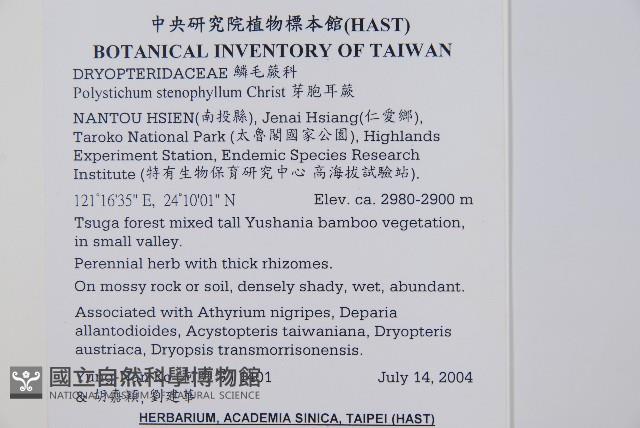 中央研究院植物標本館(HAST)
BOTANICAL INVENTORY OF TAIWAN
DRYOPTERIDACEAE 鱗毛蕨科
Polystichum stenophyllum Christ 芽胞耳蕨
NANTOU HSIEN(南投縣), Jenai Hsiang(仁愛鄉),
Taroko National Park (太魯閣國家公園), Highlands
Experiment Station, Endemic Species Research
Institute (特有生物保育研究中心 高海拔試驗站).
121°16'35" E, 24°10'01" N Elev. ca. 2980-2900 m
Tsuga forest mixed tall Yushania bamboo vegetation,
in small valley.
Perennial herb with thick rhizomes.
On mossy rock or soil, densely shady, wet, abundant.
Associated with Athyrium nigripes, Deparia
allantodioides, Acystopteris taiwaniana, Dryopteris
austriaca, Dryopsis transmorrisonensis.
July 14, 2004
國立自然科學博物館
NATIONAL MUSEUM OF NATURAL SCIENCE
& 胡嘉穎, 劉建華
HERBARIUM, ACADEMIA SINICA, TAIPEI (HAST)